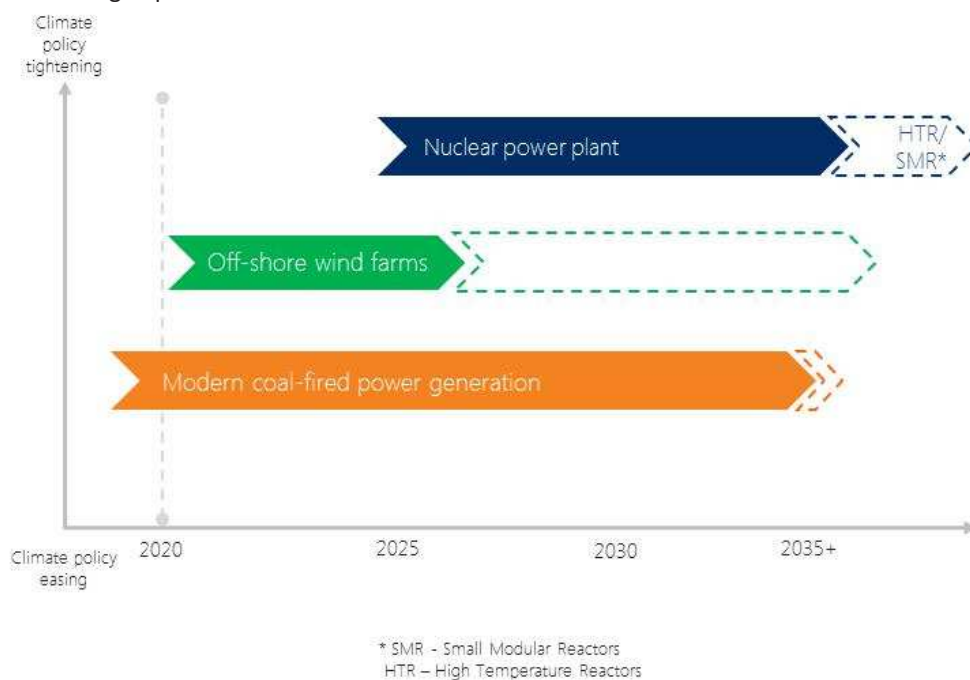 Climate
policy
tightening
Nuclear power plant
HTR/
SMR*
Off-shore wind farms
Modern coal-fired power generation
2020
2025
2030
2035+
Climate policy
easing
* SMR - Small Modular Reactors
HTR – High Temperature Reactors